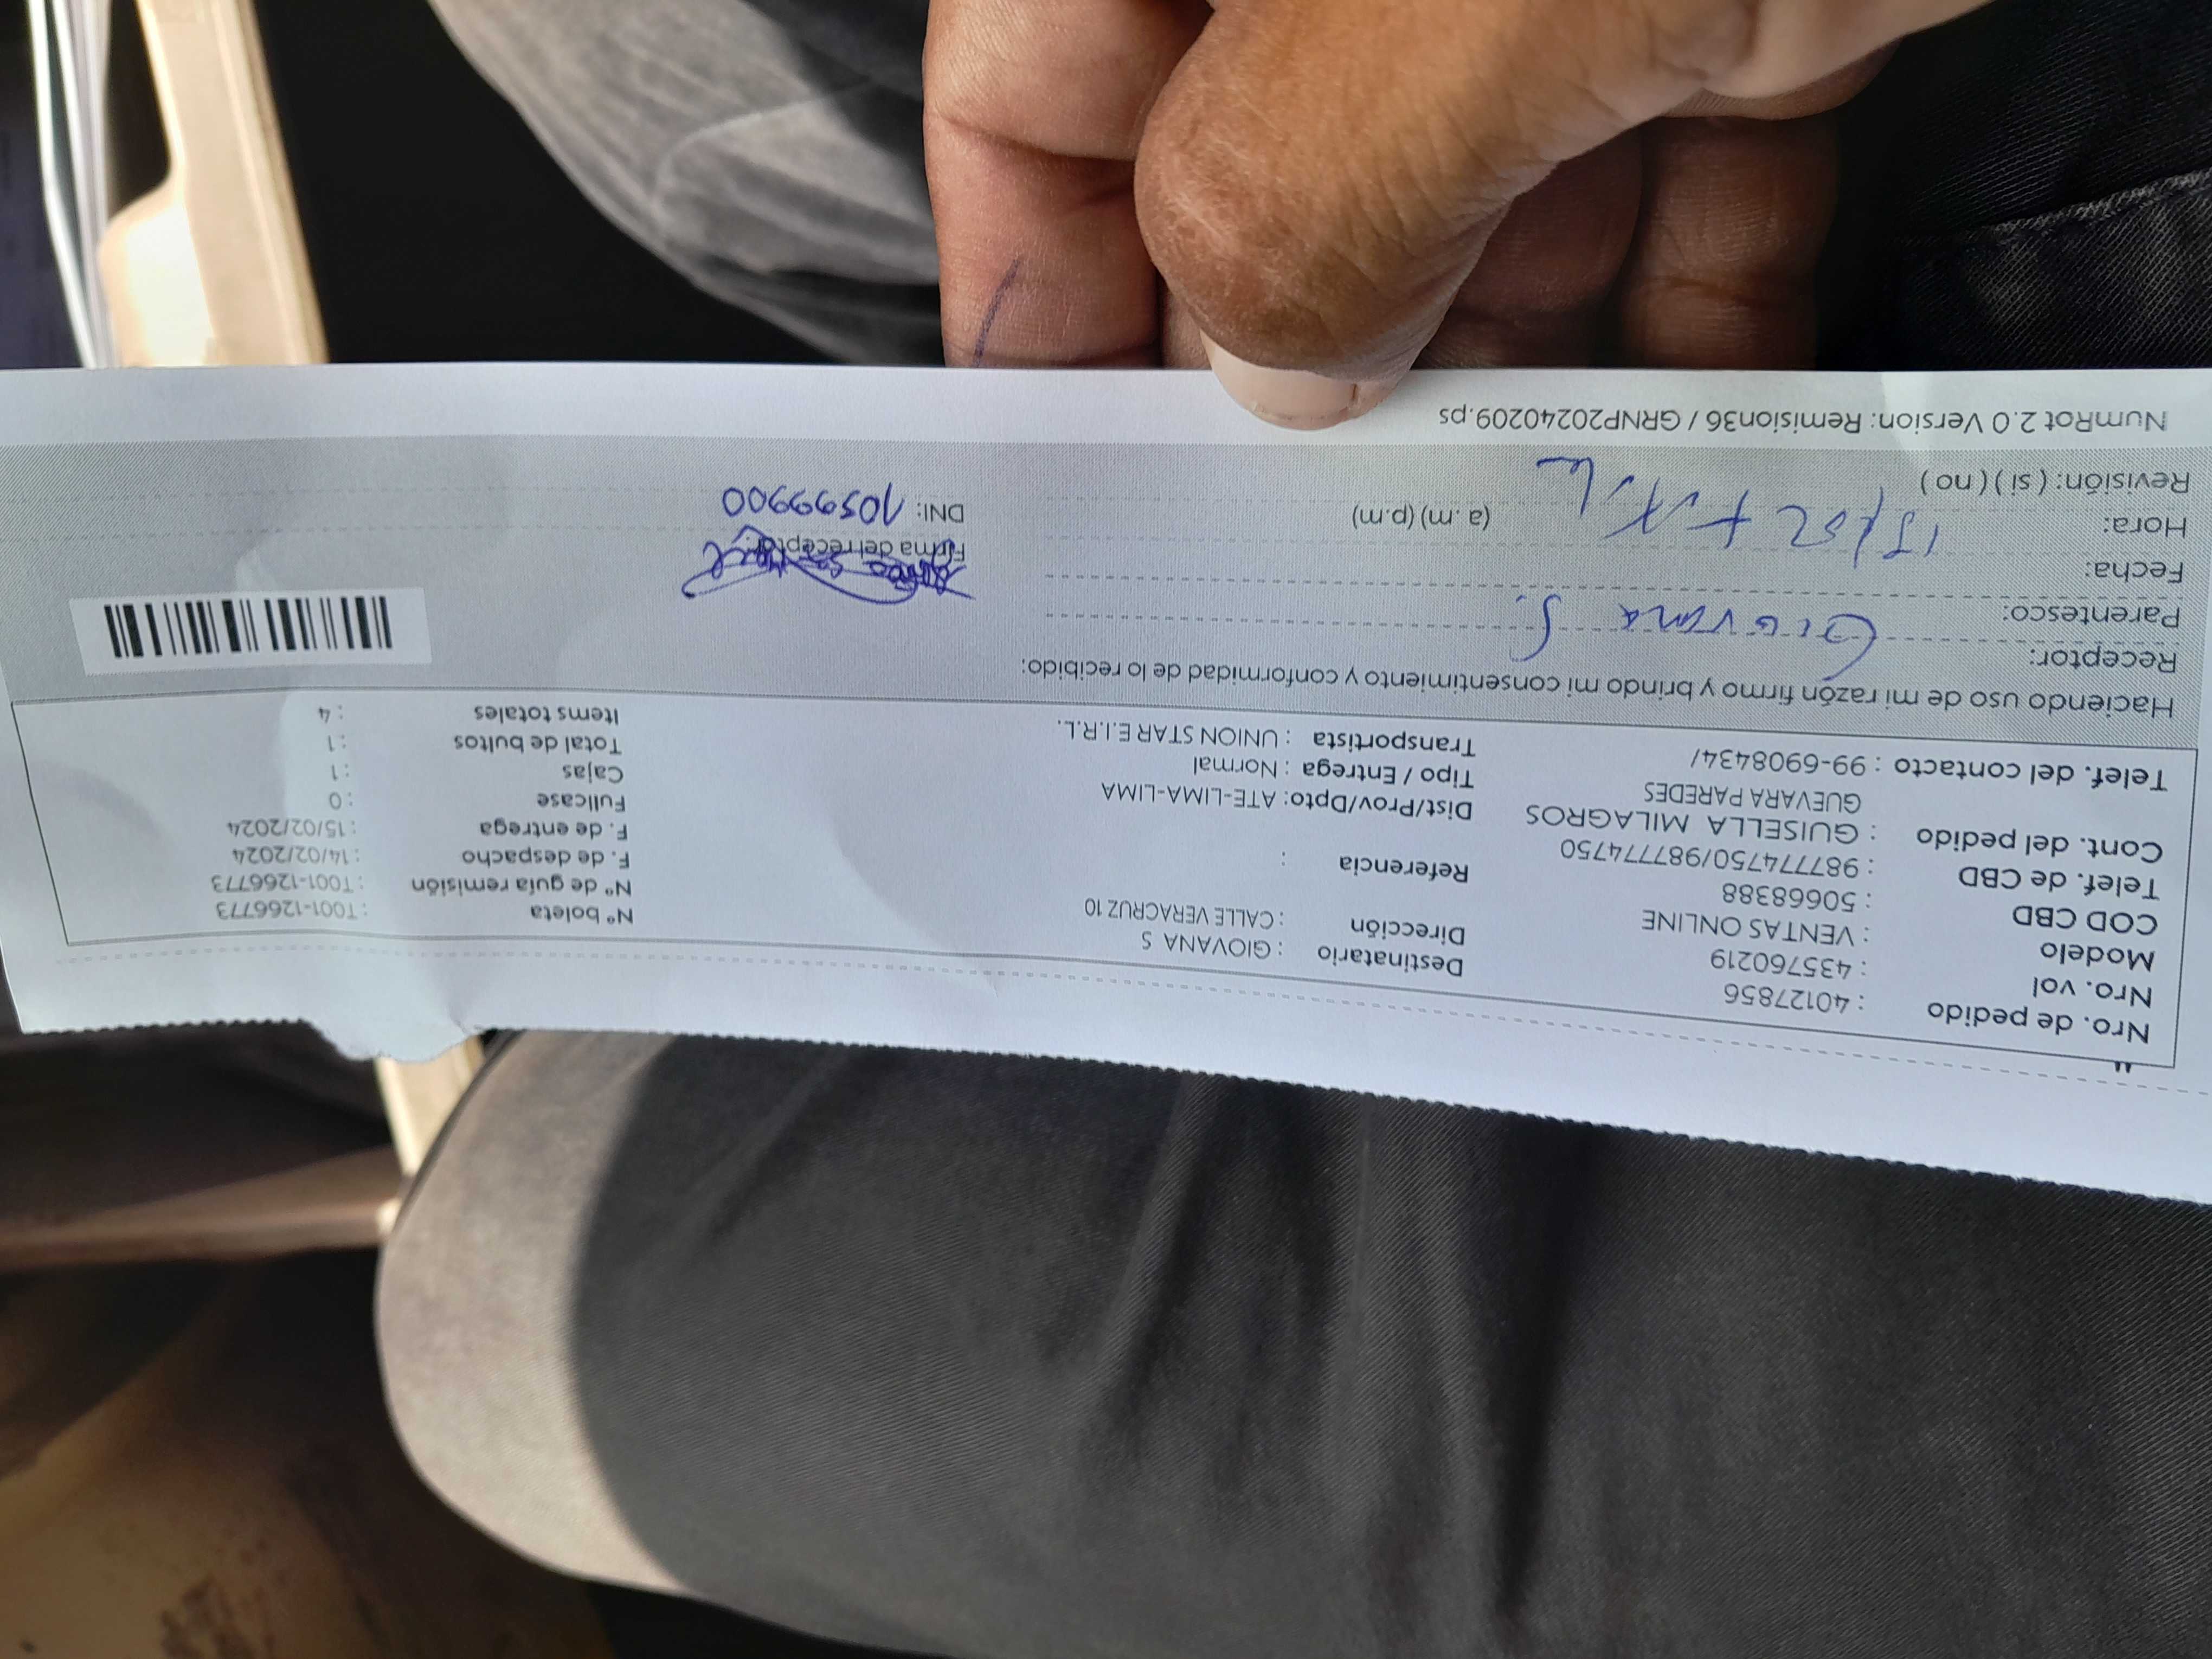 Nro. de pedido : 40127856
Nro. vol : 435760219
Modelo : VENTAS ONLINE
COD CBD : 50668388
Telef. de CBD : 987774750/987774750
Cont. del pedido : GUISELLA MILAGROS
GUEVARA PAREDES
Telef. del contacto : 99-6908434/
Destinatario : GIOVANA S
Dirección : CALLE VERACRUZ 10
Referencia :
Dist/Prov/Dpto: ATE-LIMA-LIMA
Tipo / Entrega : Normal
Transportista : UNION STAR E.I.R.L.
N° boleta : T001-1266773
N° de guía remisión : T001-1266773
F. de despacho : 14/02/2024
F. de entrega : 15/02/2024
Fullcase : 0
Cajas : 1
Total de bultos : 1
Items totales : 4
Haciendo uso de mi razón firmo y brindo mi consentimiento y conformidad de lo recibido:
Receptor: Giovana S.
Parentesco:
Fecha:
Hora: (a.m) (p.m)
Revisión: ( si ) ( no )
Firma del receptor:
DNI: 10599900
NumRot 2.0 Version: Remision36 / GRNP20240209.ps